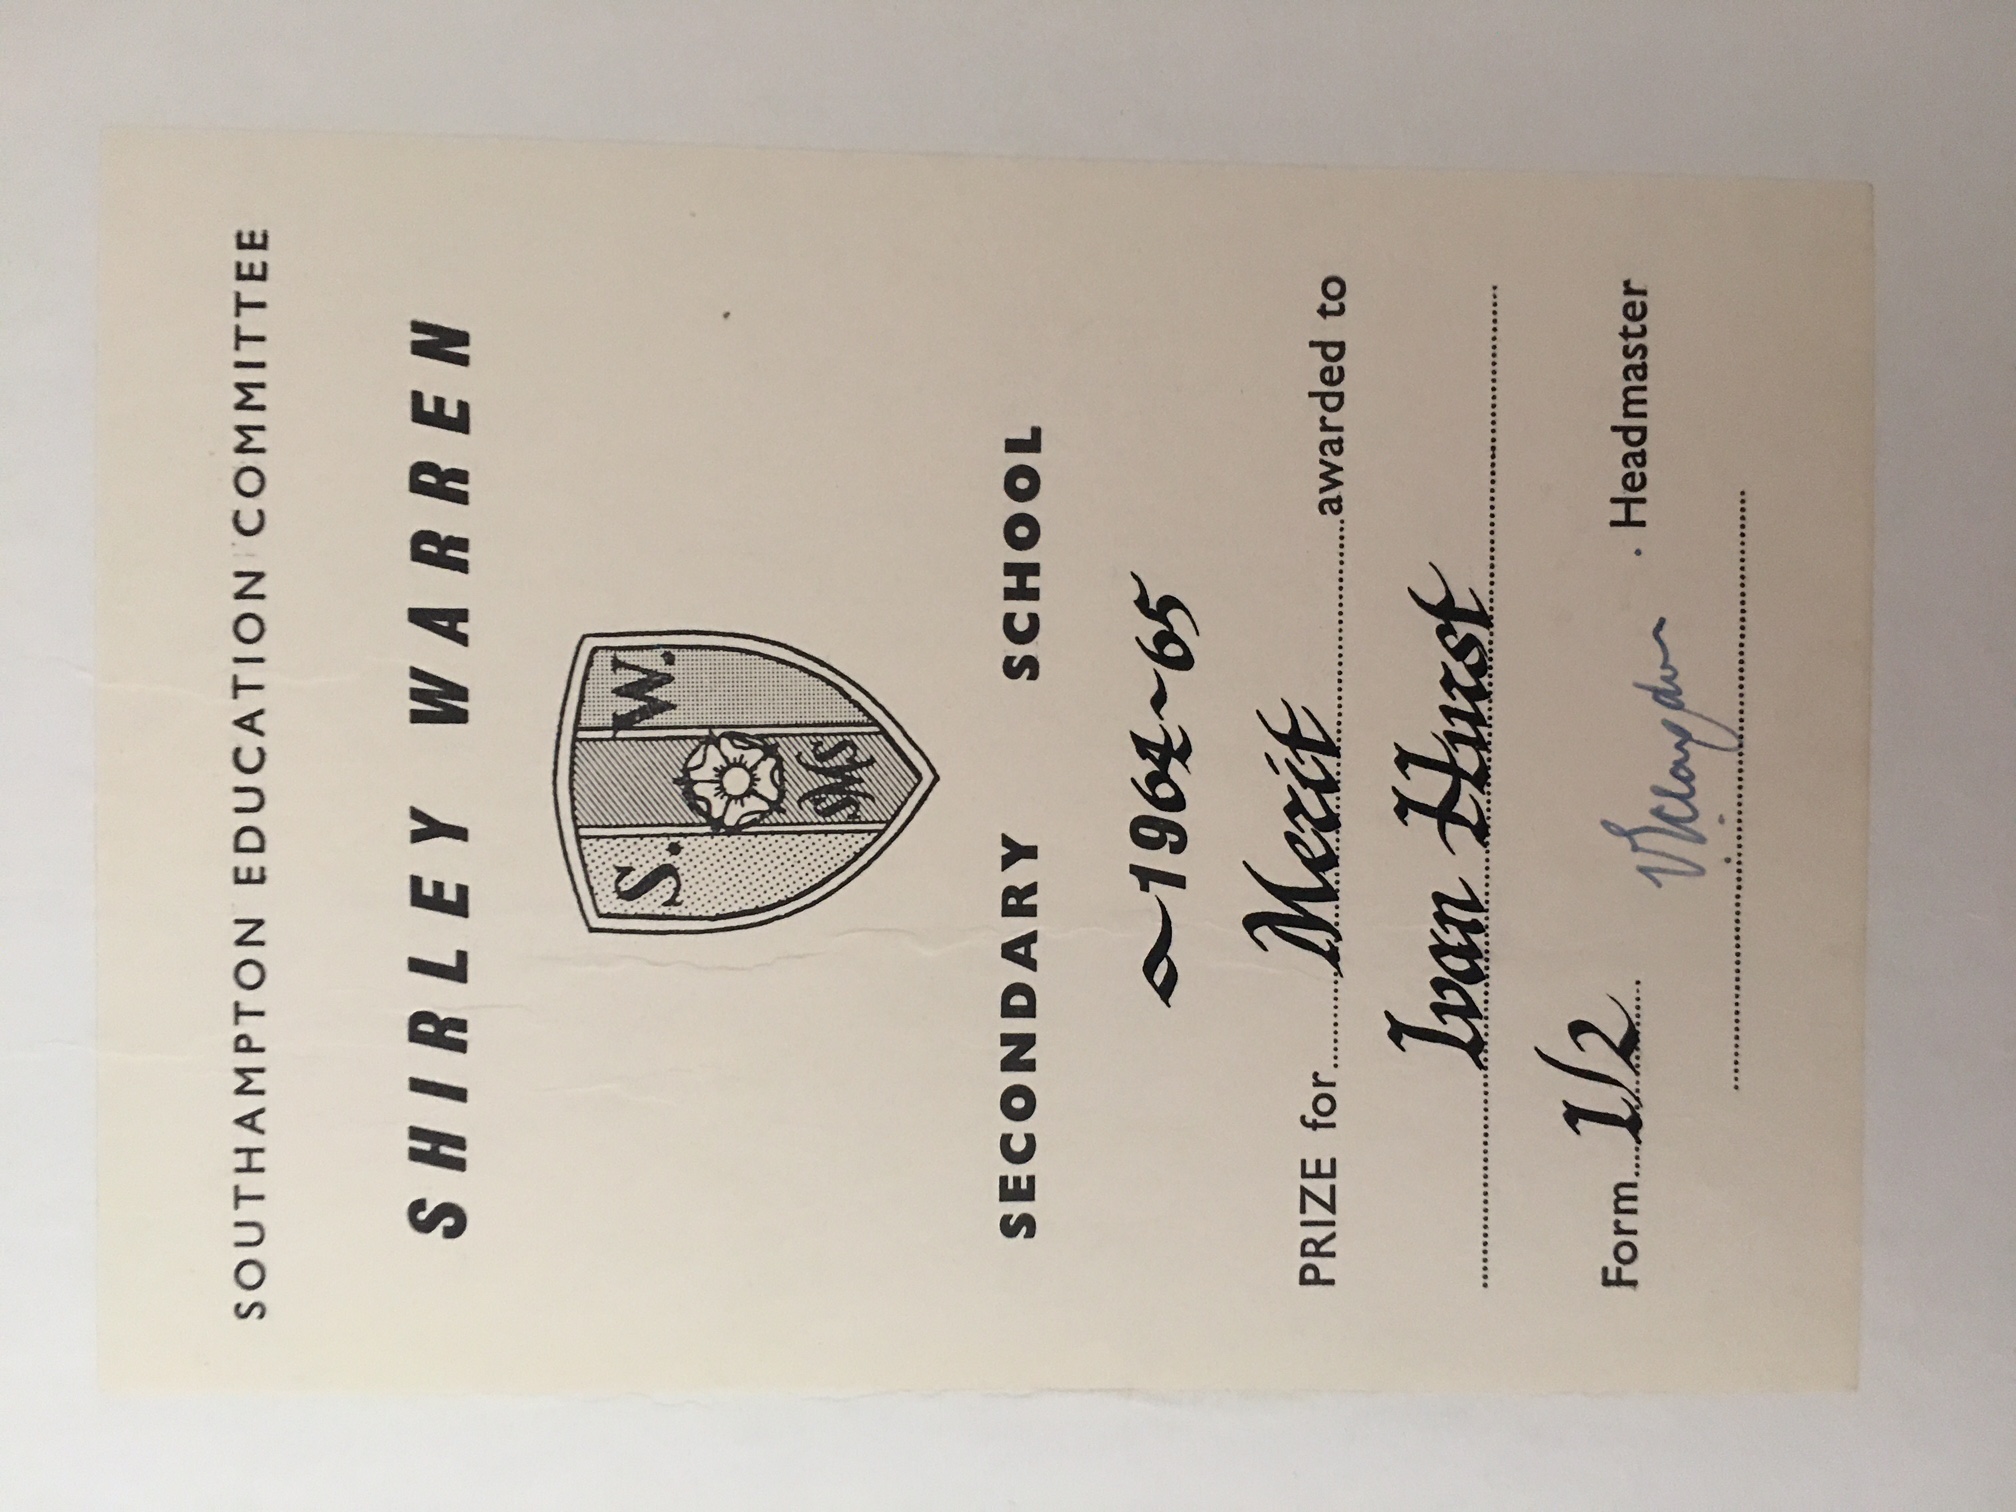 SOUTHAMPTON EDUCATION COMMITTEE
SHIRLEY WARREN
S. W.
SECONDARY SCHOOL
~1964~65
PRIZE for Merit awarded to
Ivan Hurst
Form 1/2 Headmaster